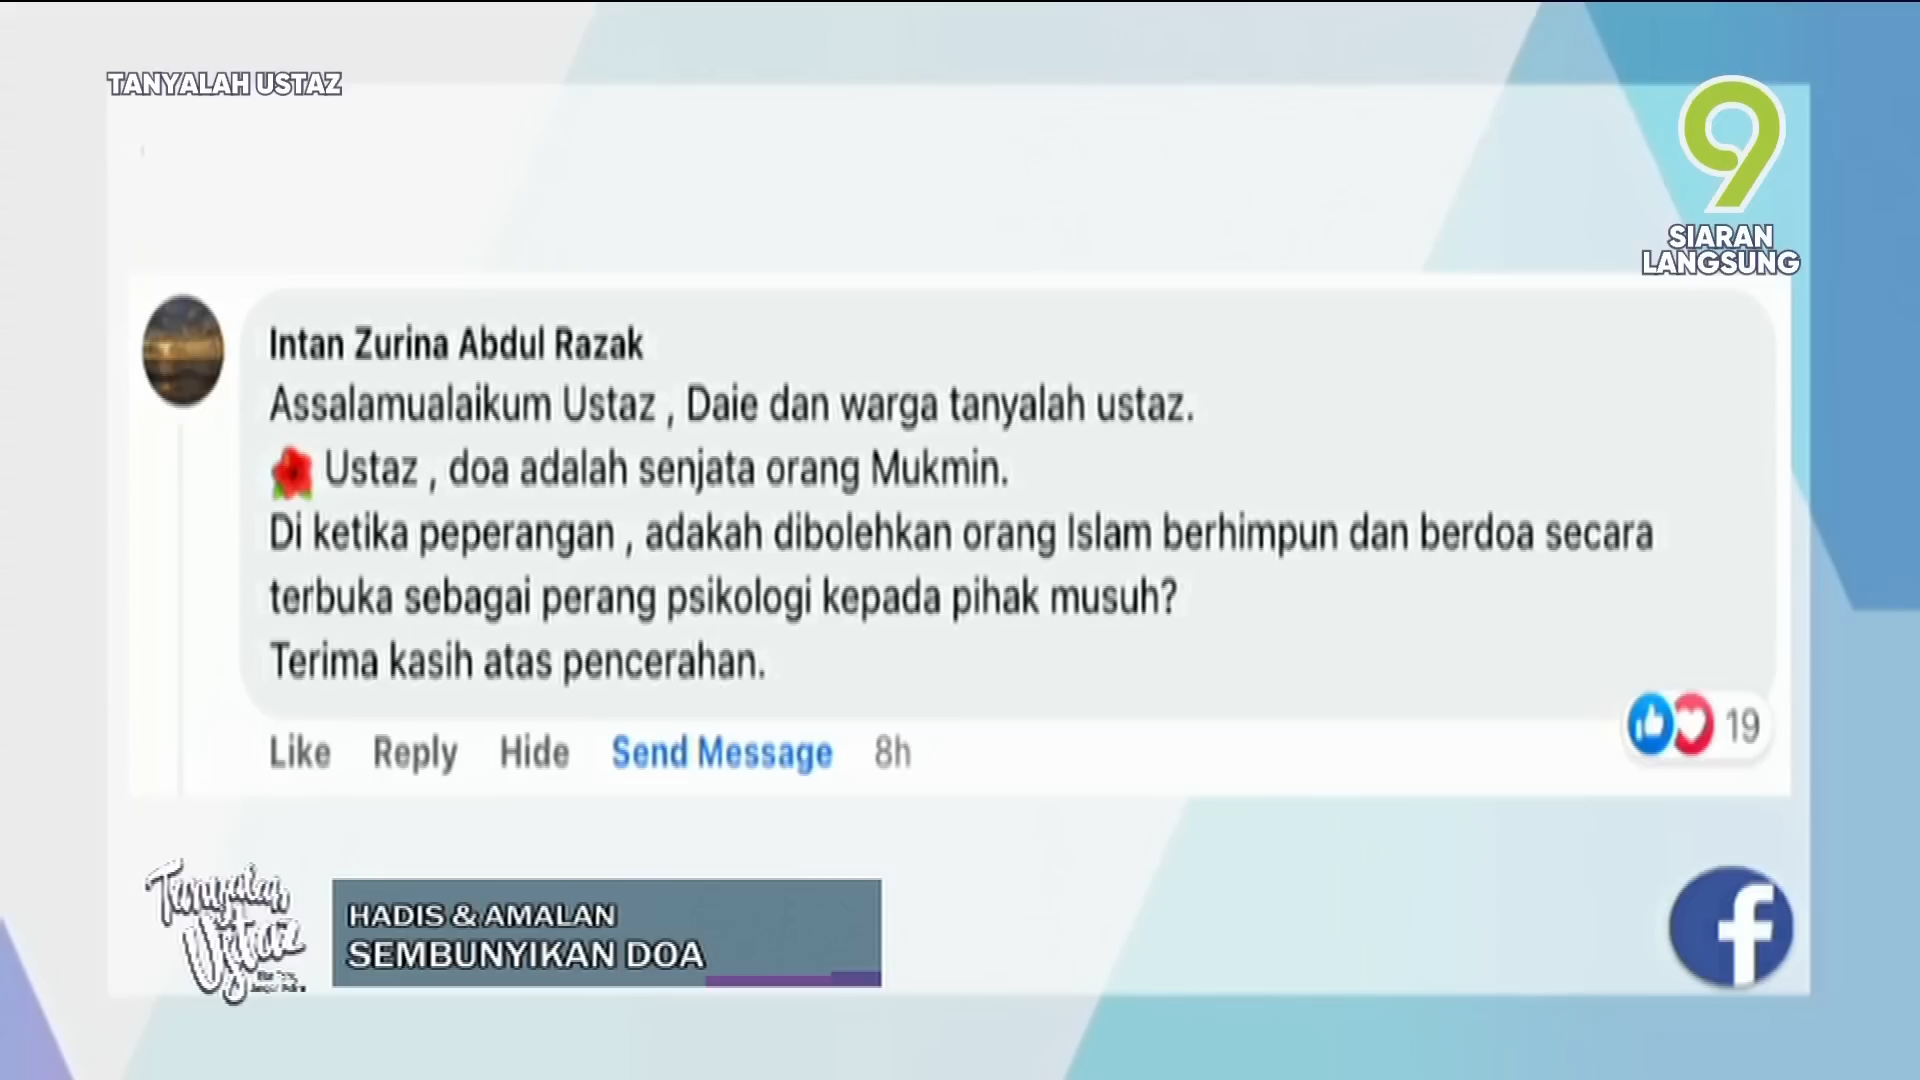 TANYALAH USTAZ
9
SIARAN
LANGSUNG
Intan Zurina Abdul Razak
Assalamualaikum Ustaz , Daie dan warga tanyalah ustaz.
Ustaz , doa adalah senjata orang Mukmin.
Di ketika peperangan , adakah dibolehkan orang Islam berhimpun dan berdoa secara
terbuka sebagai perang psikologi kepada pihak musuh?
Terima kasih atas pencerahan.
19
Like Reply Hide Send Message 8h
Tanyalah
Ustaz
HADIS & AMALAN
SEMBUNYIKAN DOA
f